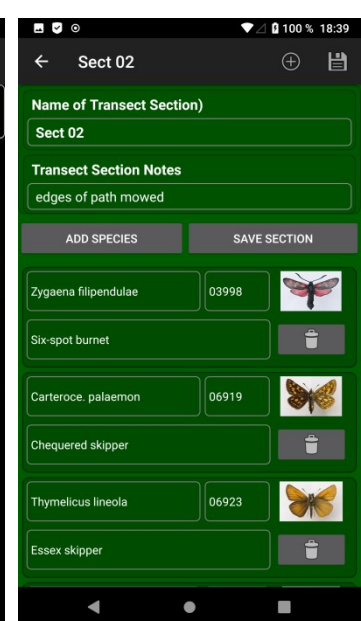 100 % 18:39
Sect 02
Name of Transect Section)
Sect 02
Transect Section Notes
edges of path mowed
ADD SPECIES SAVE SECTION
Zygaena filipendulae 03998
Six-spot burnet
Carteroce. palaemon 06919
Chequered skipper
Thymelicus lineola 06923
Essex skipper